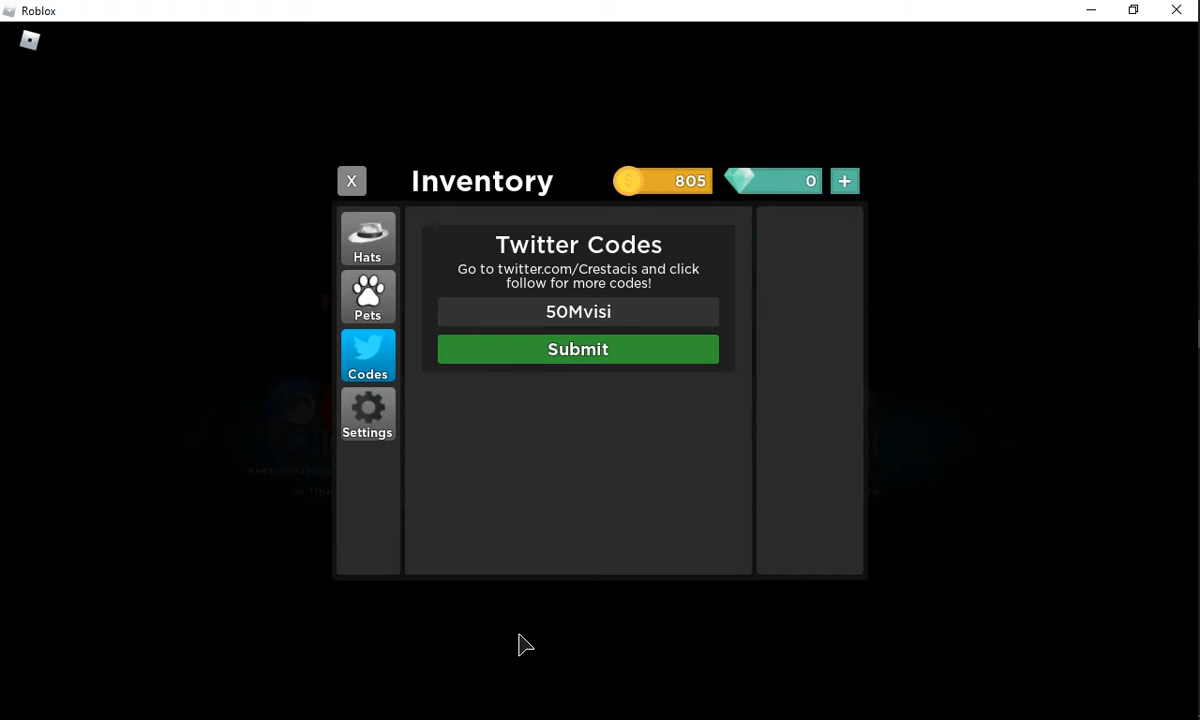 Roblox
X
Inventory
805
0
+
Hats
Pets
Codes
Settings
Twitter Codes
Go to twitter.com/Crestacis and click
follow for more codes!
50Mvisi
Submit